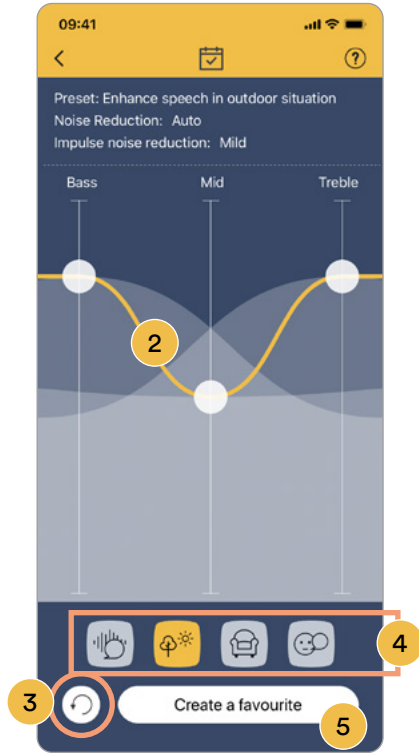 09:41
?
Preset: Enhance speech in outdoor situation
Noise Reduction: Auto
Impulse noise reduction: Mild
Bass Mid Treble
2
4
3
Create a favourite
5